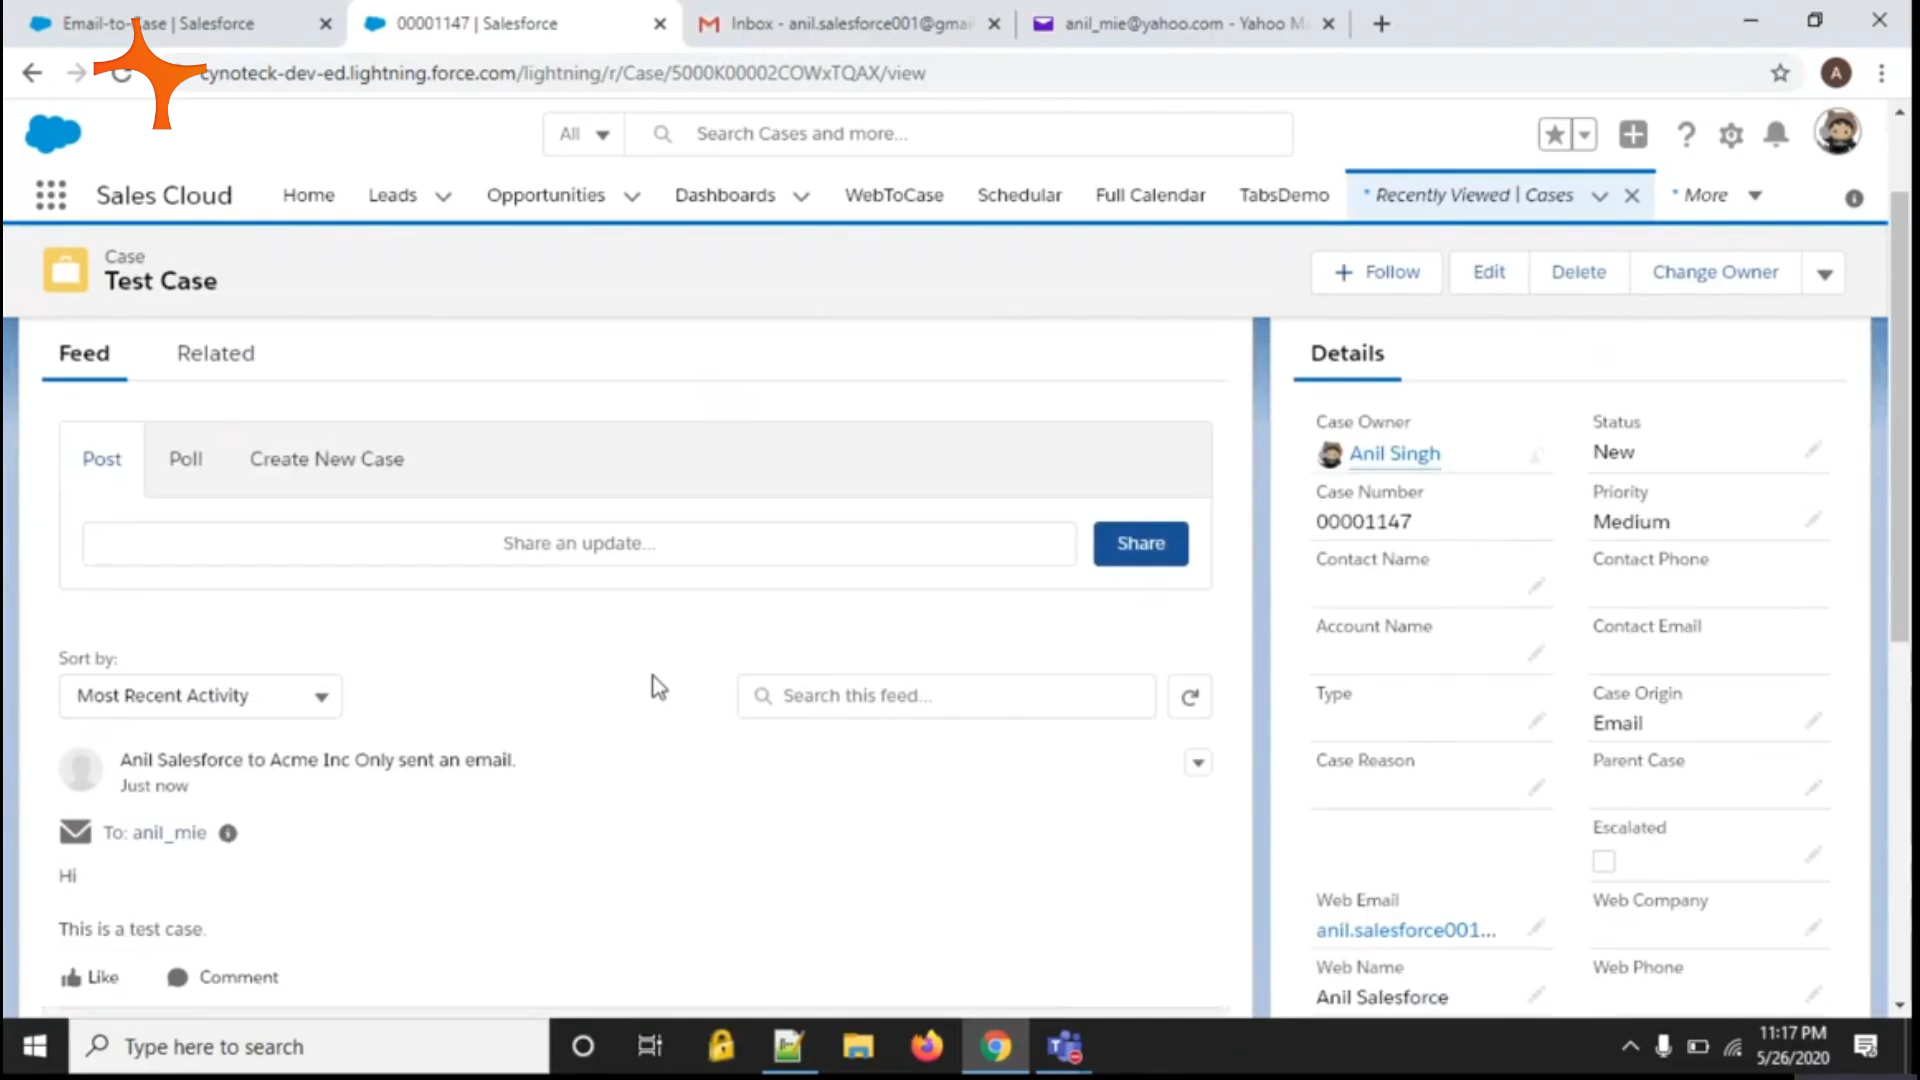 Email-to-Case | Salesforce
00001147 | Salesforce
Inbox - anil.salesforce001@gmai
anil_mie@yahoo.com - Yahoo M
cynoteck-dev-ed.lightning.force.com/lightning/r/Case/5000K00002COWxTQAX/view
A
All
Search Cases and more...
Sales Cloud
Home
Leads
Opportunities
Dashboards
WebToCase
Schedular
Full Calendar
TabsDemo
* Recently Viewed | Cases
* More
Case
Test Case
Follow
Edit
Delete
Change Owner
Feed
Related
Post
Poll
Create New Case
Share an update...
Share
Sort by:
Most Recent Activity
Search this feed...
Anil Salesforce to Acme Inc Only sent an email.
Just now
To: anil_mie
Hi
This is a test case.
Like
Comment
Details
Case Owner
Anil Singh
Status
New
Case Number
00001147
Priority
Medium
Contact Name
Contact Phone
Account Name
Contact Email
Type
Case Origin
Email
Case Reason
Parent Case
Escalated
Web Email
anil.salesforce001...
Web Company
Web Name
Anil Salesforce
Web Phone
Type here to search
11:17 PM
5/26/2020